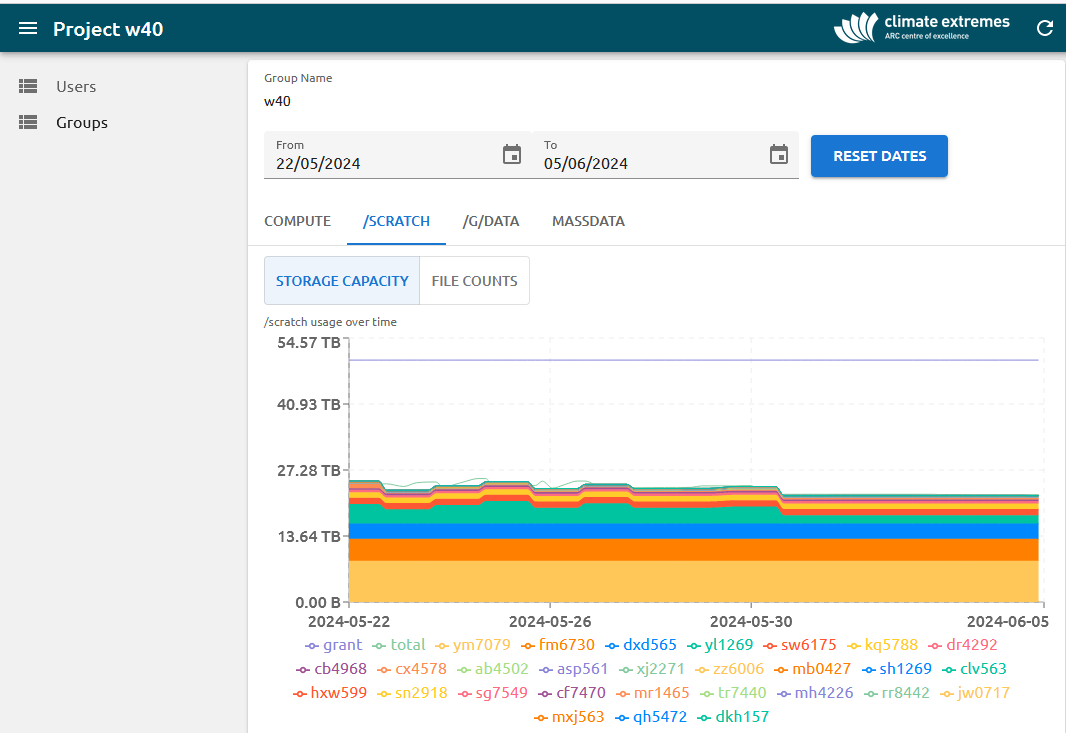 Project w40
climate extremes
ARC centre of excellence
Users
Groups
Group Name
w40
From
22/05/2024
To
05/06/2024
RESET DATES
COMPUTE /SCRATCH /G/DATA MASSDATA
STORAGE CAPACITY FILE COUNTS
/scratch usage over time
54.57 TB
40.93 TB
27.28 TB
13.64 TB
0.00 B
2024-05-22 2024-05-26 2024-05-30 2024-06-05
grant total ym7079 fm6730 dxd565 yl1269 sw6175 kq5788 dr4292
cb4968 cx4578 ab4502 asp561 xj2271 zz6006 mb0427 sh1269 clv563
hxw599 sn2918 sg7549 cf7470 mr1465 tr7440 mh4226 rr8442 jw0717
mxj563 qh5472 dkh157